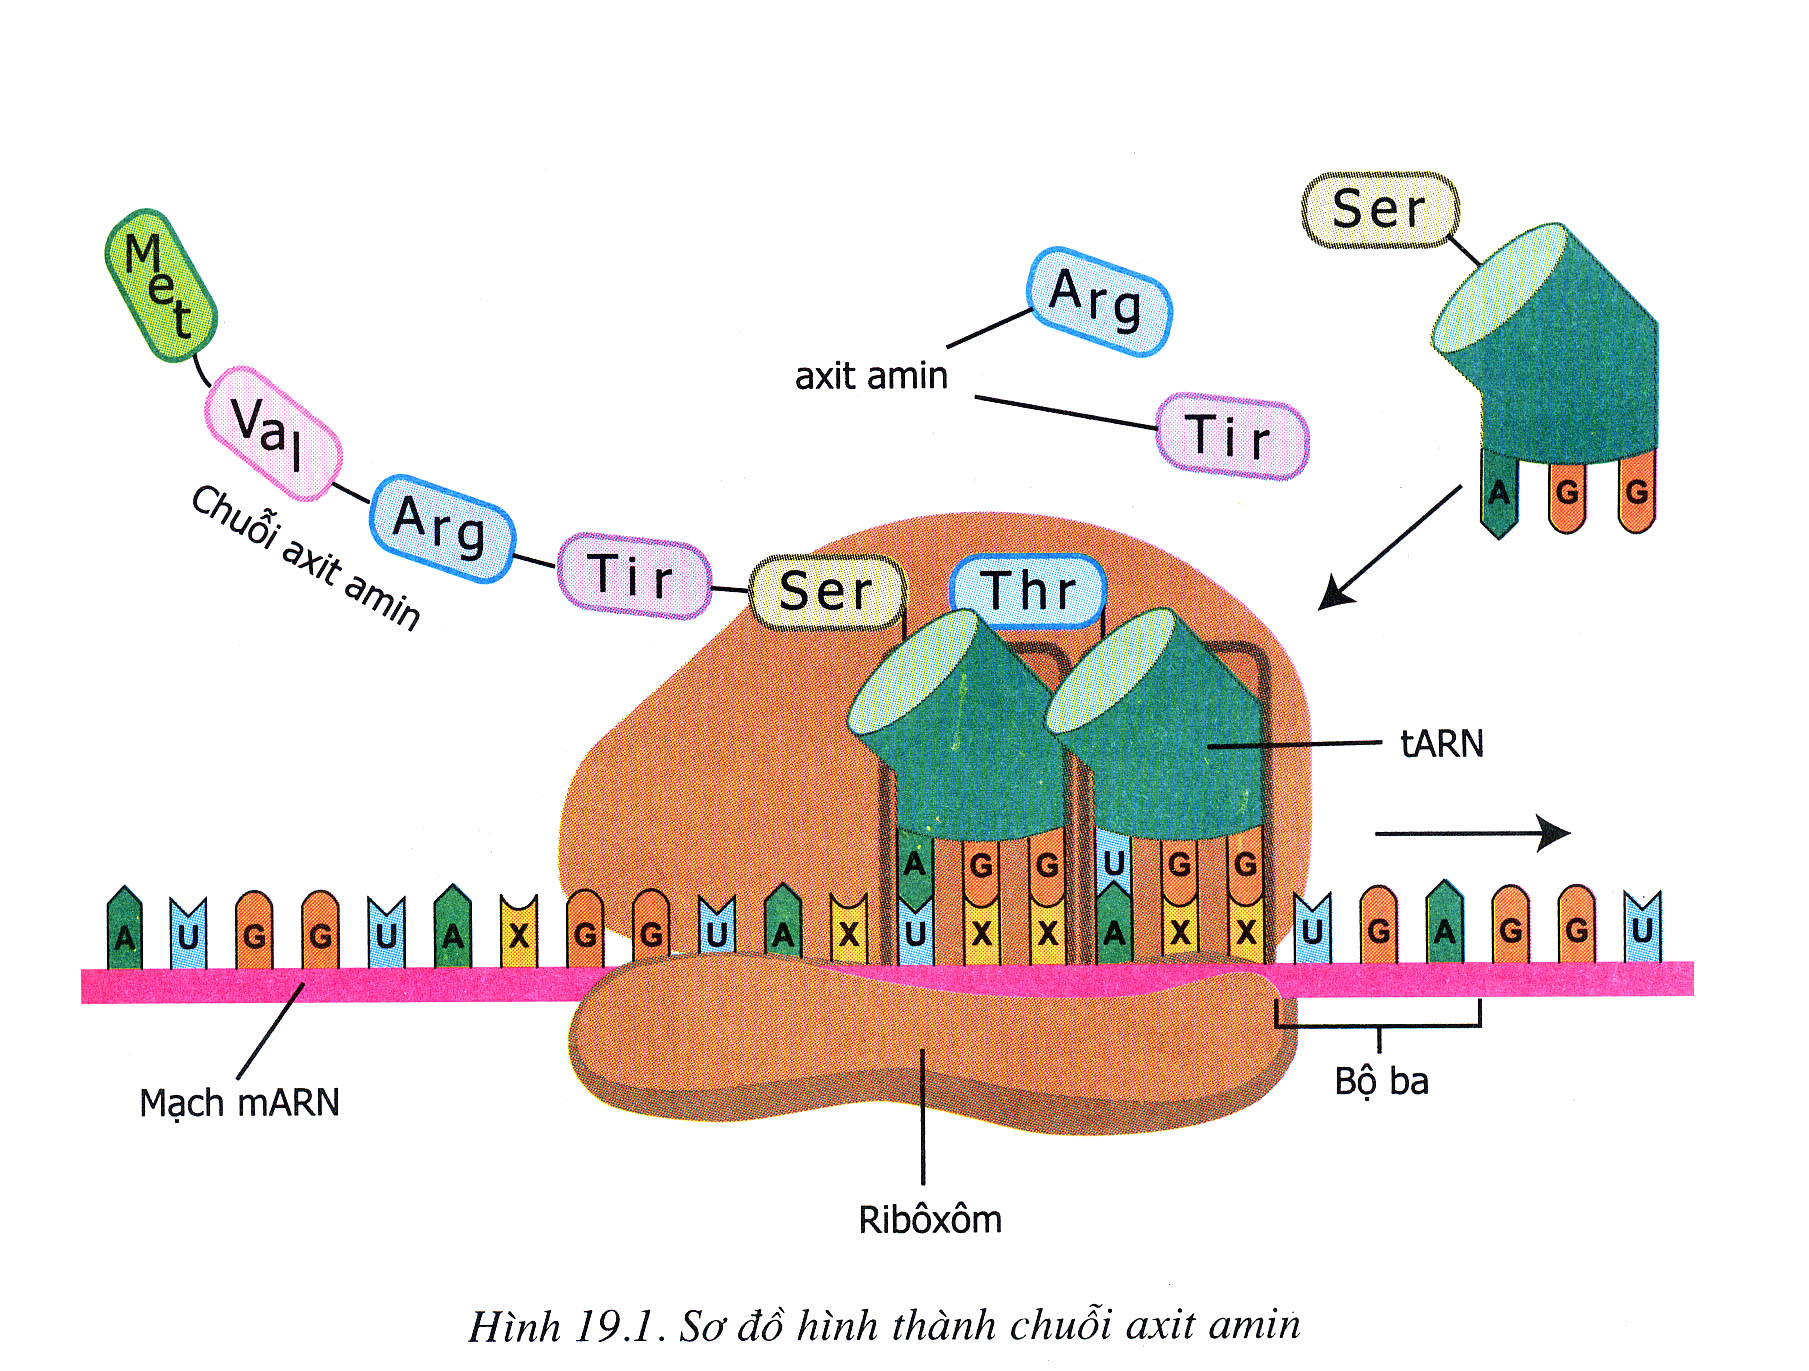 Ser
Met
Arg
axit amin
Val
Tir
Chuỗi axit amin
Arg
A G G
Tir
Ser
Thr
tARN
A G G U G G
A U G G U A X G G U A X U X X A X X U G A G G U
Mạch mARN
Bộ ba
Ribôxôm
Hình 19.1. Sơ đồ hình thành chuỗi axit amin